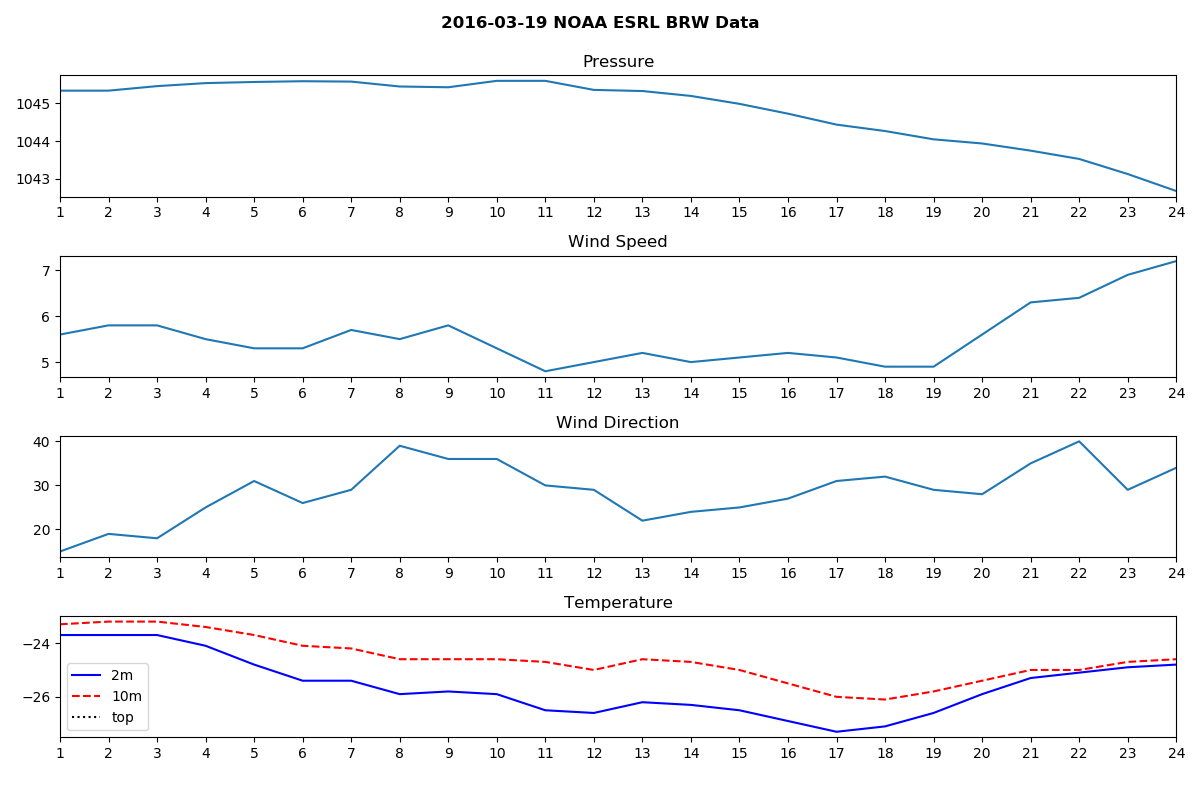 2016-03-19 NOAA ESRL BRW Data
Pressure
1045
1044
1043
1 2 3 4 5 6 7 8 9 10 11 12 13 14 15 16 17 18 19 20 21 22 23 24
Wind Speed
7
6
5
1 2 3 4 5 6 7 8 9 10 11 12 13 14 15 16 17 18 19 20 21 22 23 24
Wind Direction
40
30
20
1 2 3 4 5 6 7 8 9 10 11 12 13 14 15 16 17 18 19 20 21 22 23 24
Temperature
−24
−26
2m
10m
top
1 2 3 4 5 6 7 8 9 10 11 12 13 14 15 16 17 18 19 20 21 22 23 24